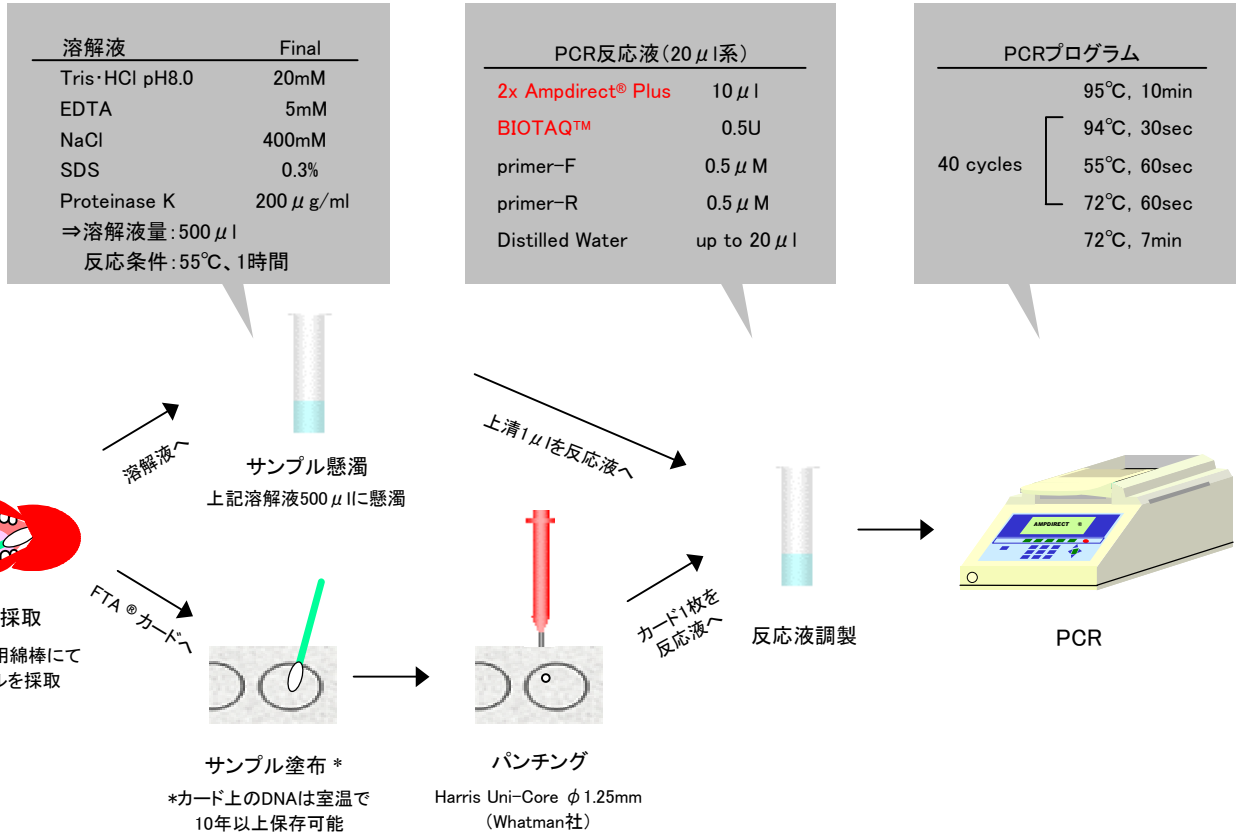 溶解液 Final
Tris･HCl pH8.0 20mM
EDTA 5mM
NaCl 400mM
SDS 0.3%
Proteinase K 200μg/ml
⇒溶解液量:500μl
反応条件:55℃、1時間
PCR反応液(20μl系)
2x Ampdirect® Plus 10μl
BIOTAQ™ 0.5U
primer-F 0.5μM
primer-R 0.5μM
Distilled Water up to 20μl
PCRプログラム
95℃, 10min
94℃, 30sec
40 cycles 55℃, 60sec
72℃, 60sec
72℃, 7min
溶解液へ
サンプル懸濁
上記溶解液500μlに懸濁
上清1μlを反応液へ
採取
用綿棒にて
ルを採取
FTA®カードへ
サンプル塗布*
*カード上のDNAは室温で
10年以上保存可能
パンチング
Harris Uni-Core φ1.25mm
(Whatman社)
カード1枚を
反応液へ
反応液調製
AMPDIRECT ®
PCR